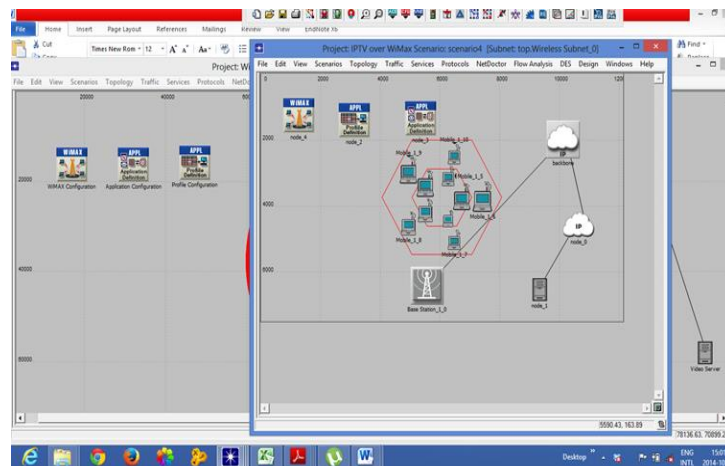 File Home Insert Page Layout References Mailings Review View EndNote X6
Cut
Times New Rom 12
Find
Project: IPTV over WiMax Scenario: scenario4 [Subnet: top.Wireless Subnet_0]
File Edit View Scenarios Topology Traffic Services Protocols NetDoctor Flow Analysis DES Design Windows Help
Project: Wi
File Edit View Scenarios Topology Traffic Services Protocols
0 2000 4000 6000 8000 10000
2000
4000
6000
WiMAX
node_4
APPL
Profile Definition
node_2
APPL
Application Definition
node_3
Mobile_1_10
Mobile_1_9
Mobile_1_5
Mobile_1_6
Mobile_1_8
Mobile_1_7
Base Station_1_0
IP
backbone
IP
node_0
node_1
20000 40000
20000
40000
WiMAX
WIMAX Configuration
APPL
Application Definition
Application Configuration
APPL
Profile Definition
Profile Configuration
Video Server
5590.43, 163.89
Desktop
ENG
INTL